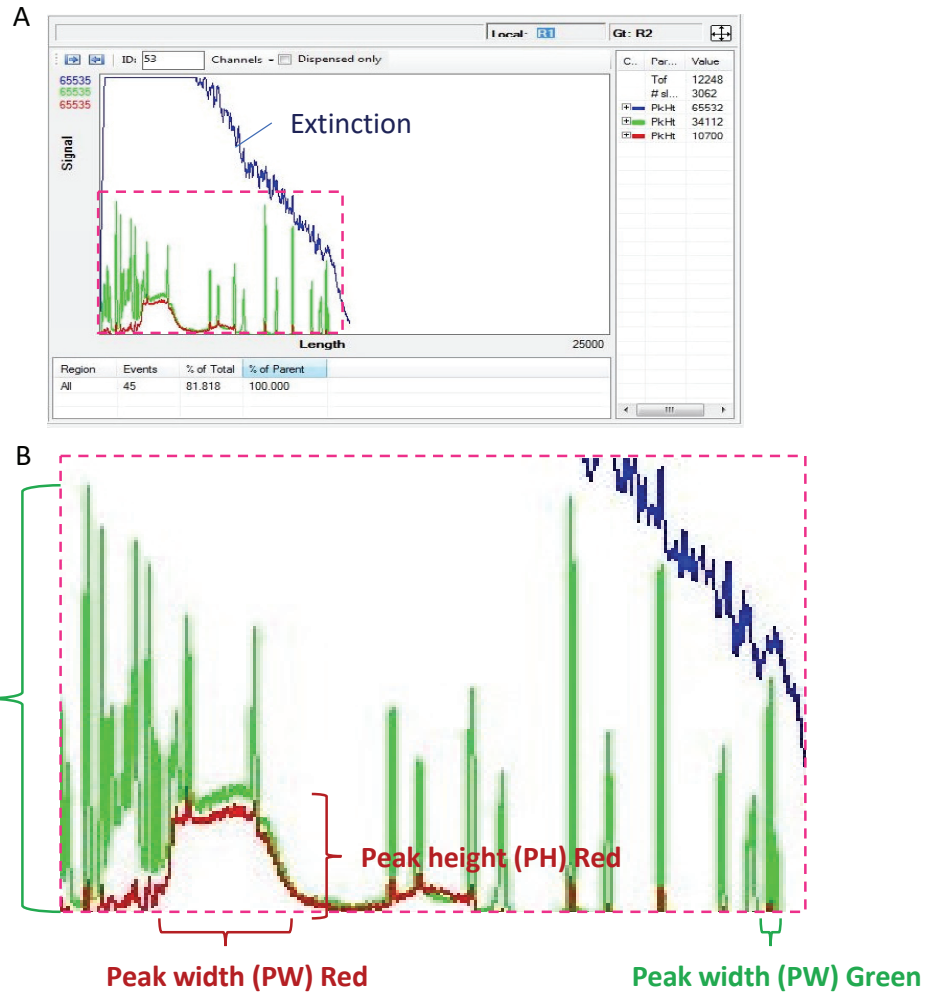 A
Local: R1
Gt: R2
ID: 53 Channels - Dispensed only
65535
65535
65535
Signal
Extinction
Length
25000
C.. Par... Value
Tof 12248
# sl... 3062
PkHt 65532
PkHt 34112
PkHt 10700
Region Events % of Total % of Parent
All 45 81.818 100.000
B
Peak height (PH) Red
Peak width (PW) Red
Peak width (PW) Green